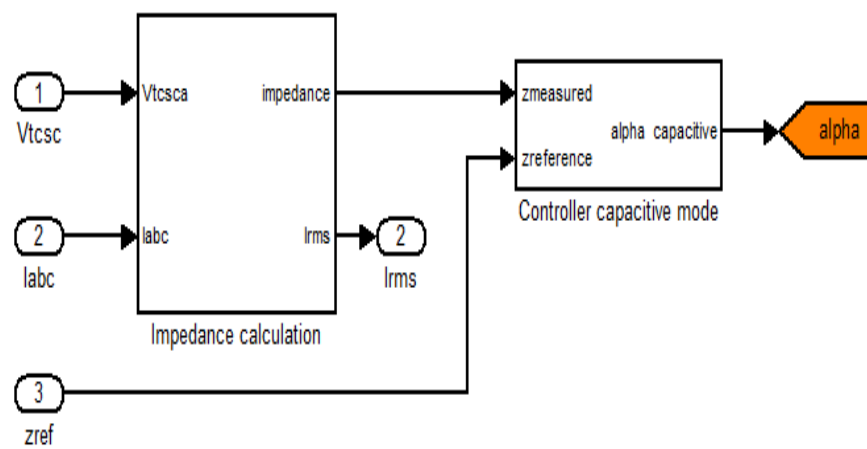 1
Vtcsc
Vtcsca
impedance
zmeasured
alpha capacitive
alpha
zreference
Controller capacitive mode
2
Iabc
Iabc
Irms
2
Irms
Impedance calculation
3
zref